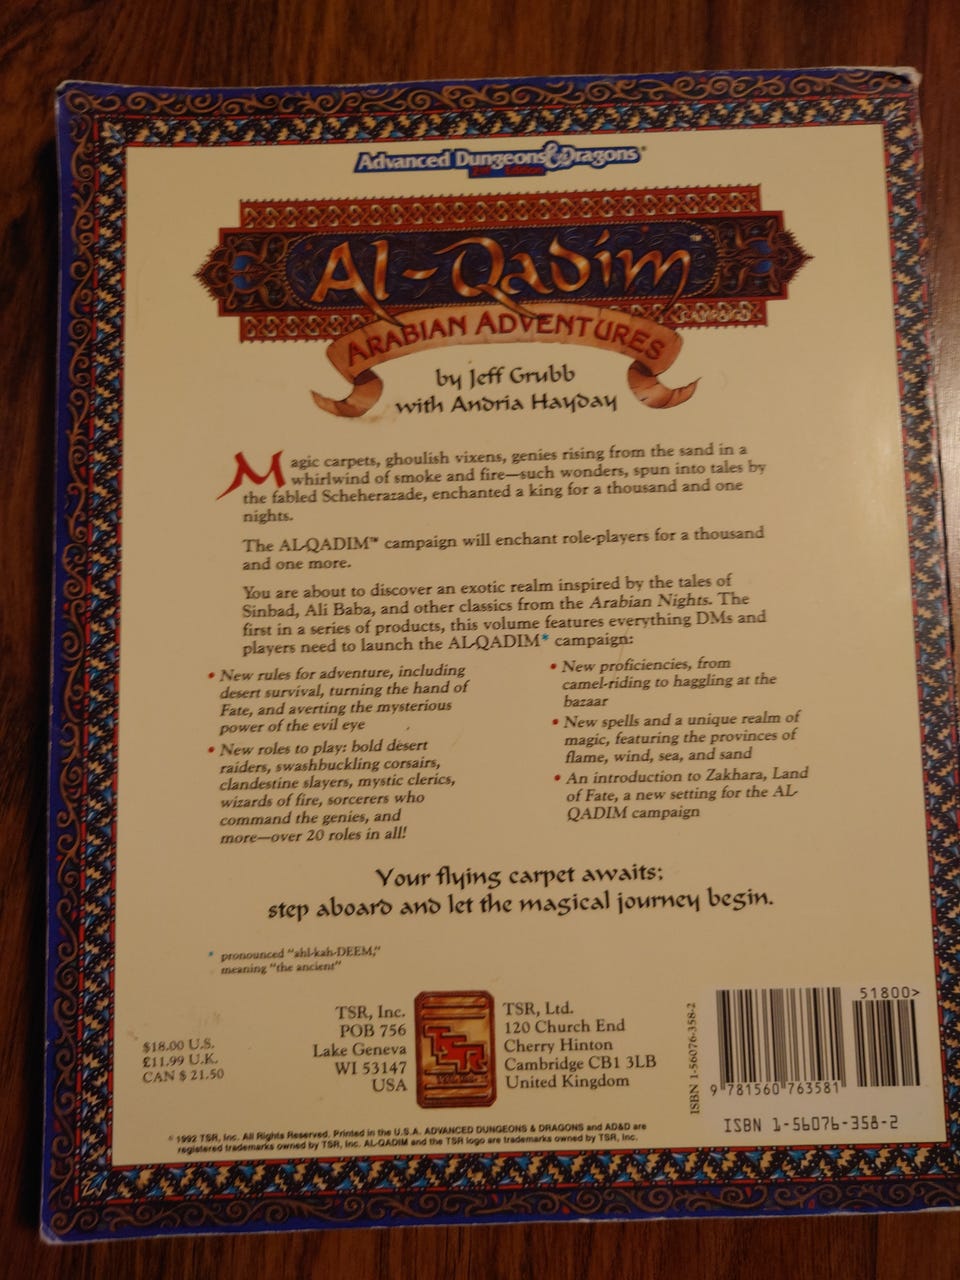 Advanced Dungeons & Dragons®
2nd Edition
Al-Qadim™
CAMPAIGN
ARABIAN ADVENTURES
by Jeff Grubb
with Andria Hayday
Magic carpets, ghoulish vixens, genies rising from the sand in a
whirlwind of smoke and fire—such wonders, spun into tales by
the fabled Scheherazade, enchanted a king for a thousand and one
nights.
The AL-QADIM™ campaign will enchant role-players for a thousand
and one more.
You are about to discover an exotic realm inspired by the tales of
Sinbad, Ali Baba, and other classics from the Arabian Nights. The
first in a series of products, this volume features everything DMs and
players need to launch the AL-QADIM* campaign:
• New rules for adventure, including
desert survival, turning the hand of
Fate, and averting the mysterious
power of the evil eye
• New roles to play: bold desert
raiders, swashbuckling corsairs,
clandestine slayers, mystic clerics,
wizards of fire, sorcerers who
command the genies, and
more—over 20 roles in all!
• New proficiencies, from
camel-riding to haggling at the
bazaar
• New spells and a unique realm of
magic, featuring the provinces of
flame, wind, sea, and sand
• An introduction to Zakhara, Land
of Fate, a new setting for the AL-
QADIM campaign
Your flying carpet awaits:
step aboard and let the magical journey begin.
* pronounced "ahl-kah-DEEM,"
meaning "the ancient"
$18.00 U.S.
£11.99 U.K.
CAN $ 21.50
TSR, Inc.
POB 756
Lake Geneva
WI 53147
USA
TSR
TSR, Ltd.
120 Church End
Cherry Hinton
Cambridge CB1 3LB
United Kingdom
ISBN 1-56076-358-2
51800>
9 781560 763581
ISBN 1-56076-358-2
© 1992 TSR, Inc. All Rights Reserved. Printed in the U.S.A. ADVANCED DUNGEONS & DRAGONS and AD&D are
registered trademarks owned by TSR, Inc. AL-QADIM and the TSR logo are trademarks owned by TSR, Inc.